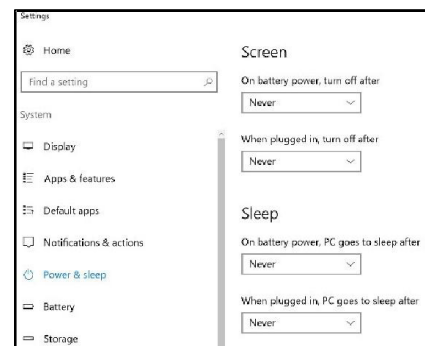 Settings
Home
Find a setting
System
Display
Apps & features
Default apps
Notifications & actions
Power & sleep
Battery
Storage
Screen
On battery power, turn off after
Never
When plugged in, turn off after
Never
Sleep
On battery power, PC goes to sleep after
Never
When plugged in, PC goes to sleep after
Never